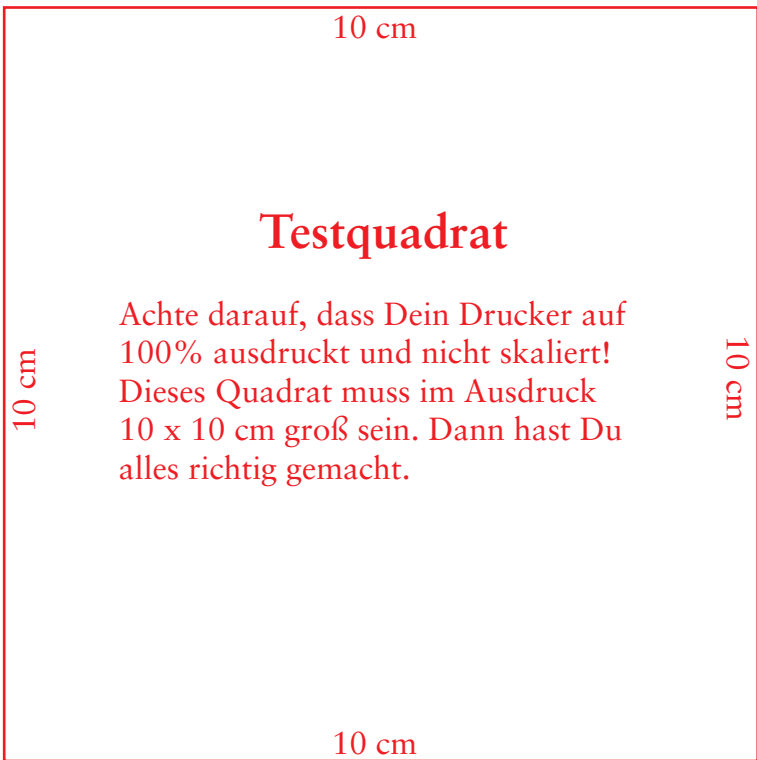 10 cm
Testquadrat
Achte darauf, dass Dein Drucker auf
100% ausdruckt und nicht skaliert!
Dieses Quadrat muss im Ausdruck
10 x 10 cm groß sein. Dann hast Du
alles richtig gemacht.
10 cm
10 cm
10 cm